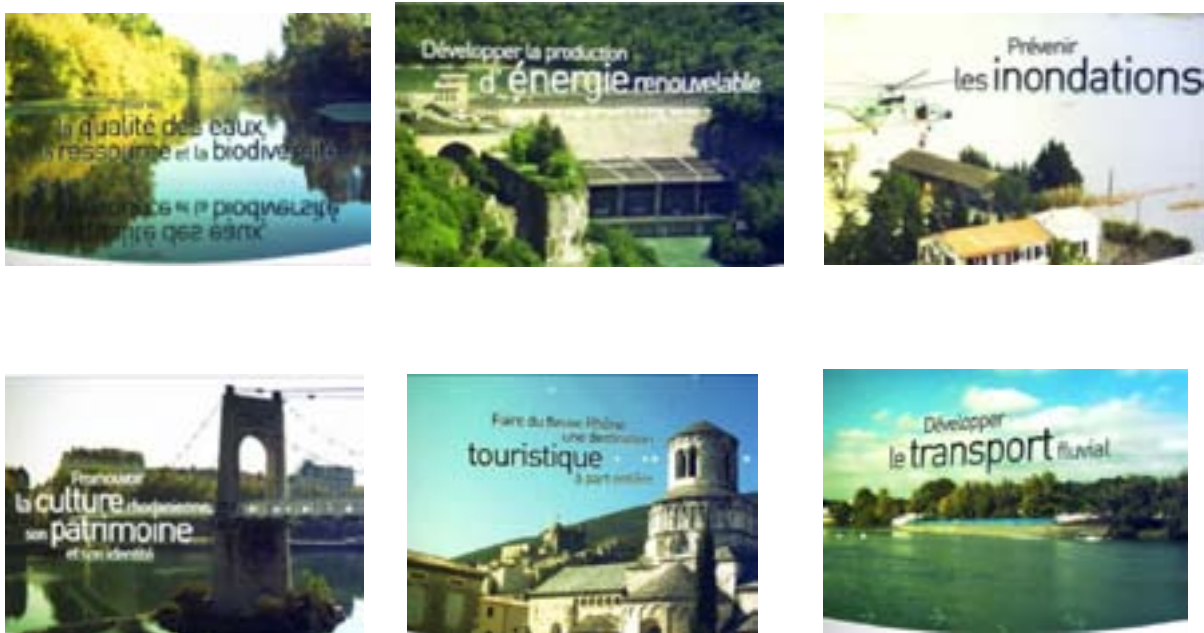 la qualité des eaux,
la ressource et la biodiversité
Développer la production
d'énergie renouvelable
Prévenir
les inondations
Promouvoir
la culture rhodanienne
son patrimoine
et son identité
Faire du fleuve Rhône
une destination
touristique
à part entière
Développer
le transport fluvial